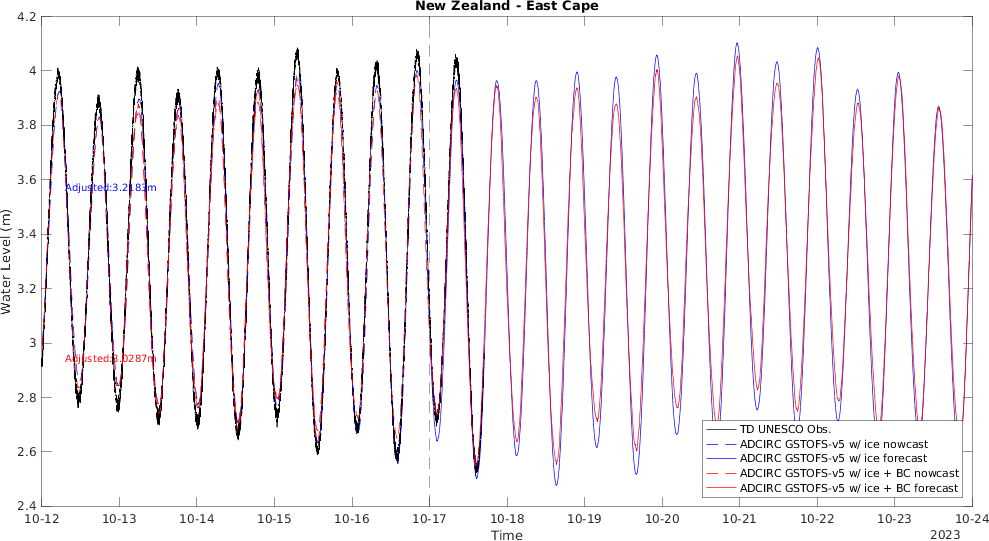 New Zealand - East Cape
4.2
4
3.8
3.6
3.4
3.2
3
2.8
2.6
2.4
Water Level (m)
Adjusted:3.2183m
Adjusted:3.0287m
TD UNESCO Obs.
ADCIRC GSTOFS-v5 w/ ice nowcast
ADCIRC GSTOFS-v5 w/ ice forecast
ADCIRC GSTOFS-v5 w/ ice + BC nowcast
ADCIRC GSTOFS-v5 w/ ice + BC forecast
10-12 10-13 10-14 10-15 10-16 10-17 10-18 10-19 10-20 10-21 10-22 10-23 10-24
Time
2023